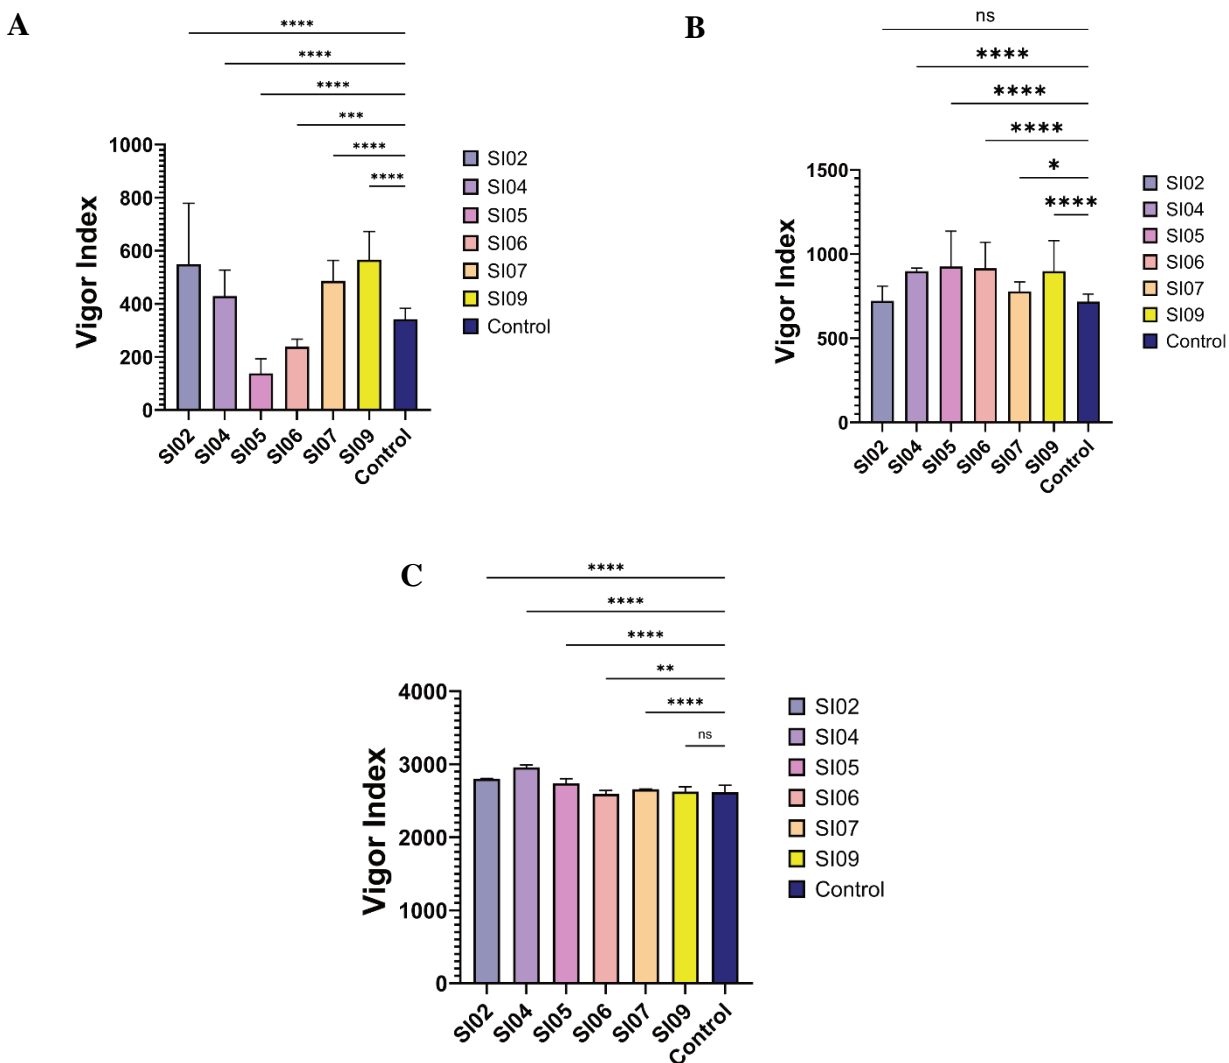 A
****
****
****
***
****
****
Vigor Index
1000
800
600
400
200
0
SI02
SI04
SI05
SI06
SI07
SI09
Control
SI02
SI04
SI05
SI06
SI07
SI09
Control
B
ns
****
****
****
*
****
Vigor Index
1500
1000
500
0
SI02
SI04
SI05
SI06
SI07
SI09
Control
SI02
SI04
SI05
SI06
SI07
SI09
Control
C
****
****
****
**
****
ns
Vigor Index
4000
3000
2000
1000
0
SI02
SI04
SI05
SI06
SI07
SI09
Control
SI02
SI04
SI05
SI06
SI07
SI09
Control